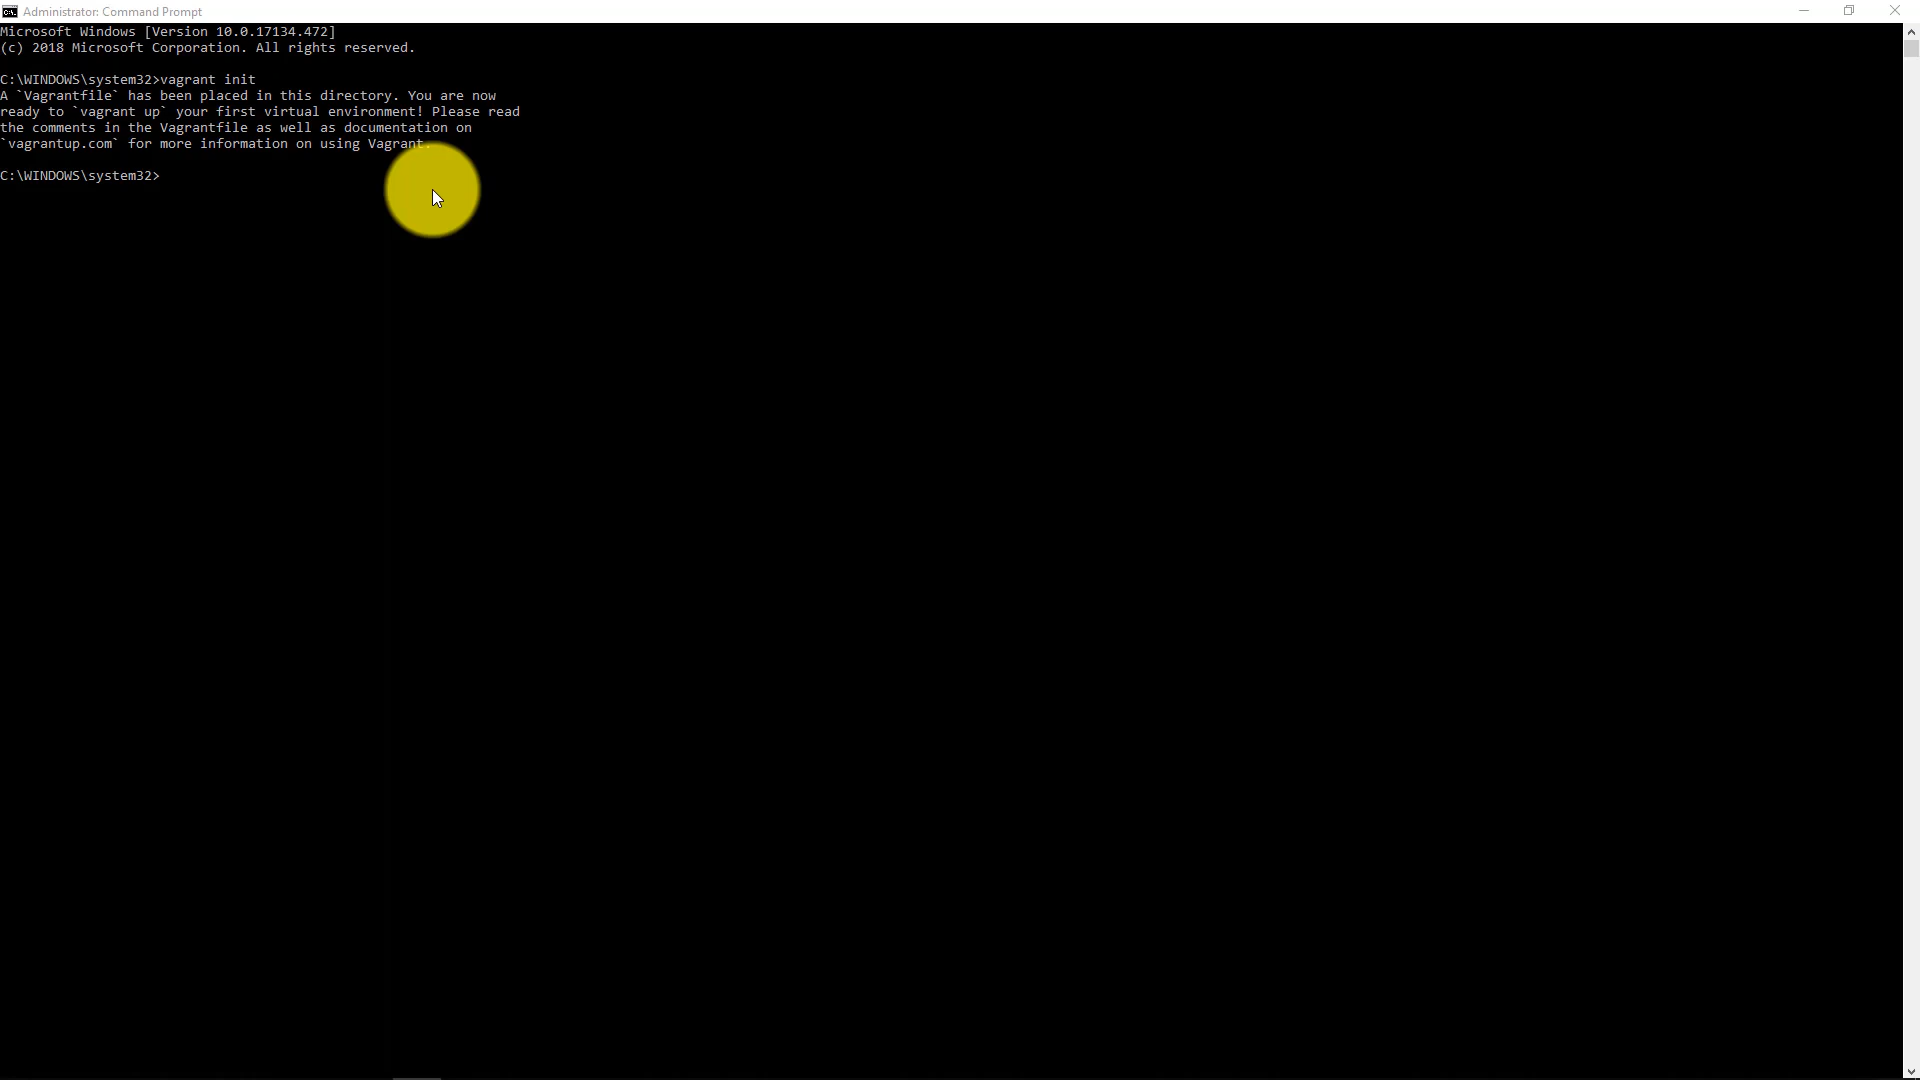 Administrator: Command Prompt
Microsoft Windows [Version 10.0.17134.472]
(c) 2018 Microsoft Corporation. All rights reserved.
C:\WINDOWS\system32>vagrant init
A `Vagrantfile` has been placed in this directory. You are now
ready to `vagrant up` your first virtual environment! Please read
the comments in the Vagrantfile as well as documentation on
`vagrantup.com` for more information on using Vagrant.
C:\WINDOWS\system32>